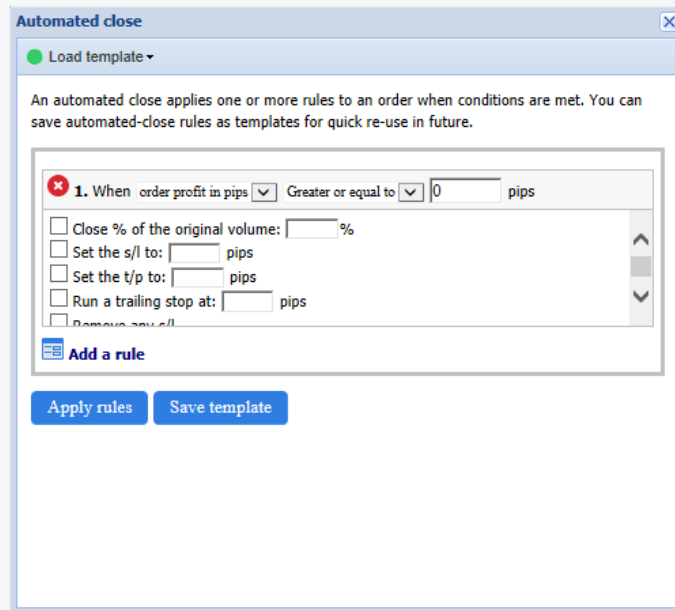 Automated close
Load template
An automated close applies one or more rules to an order when conditions are met. You can
save automated-close rules as templates for quick re-use in future.
1. When order profit in pips Greater or equal to 0 pips
Close % of the original volume: %
Set the s/l to: pips
Set the t/p to: pips
Run a trailing stop at: pips
Remove any s/l
Add a rule
Apply rules Save template